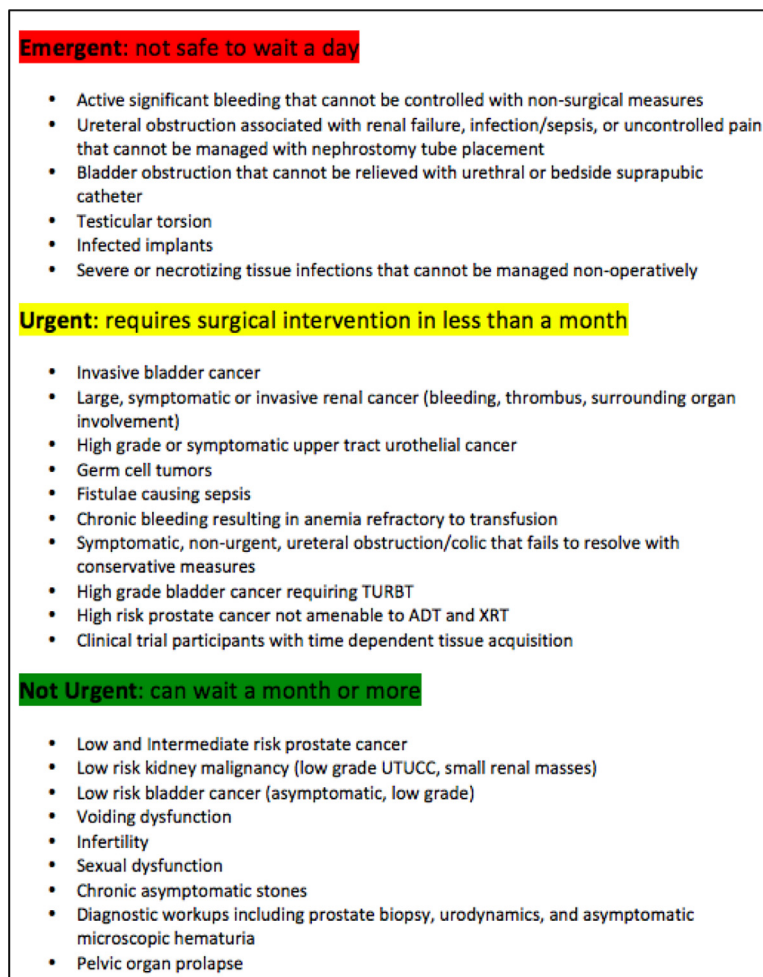 Emergent: not safe to wait a day
• Active significant bleeding that cannot be controlled with non-surgical measures
• Ureteral obstruction associated with renal failure, infection/sepsis, or uncontrolled pain
that cannot be managed with nephrostomy tube placement
• Bladder obstruction that cannot be relieved with urethral or bedside suprapubic
catheter
• Testicular torsion
• Infected implants
• Severe or necrotizing tissue infections that cannot be managed non-operatively
Urgent: requires surgical intervention in less than a month
• Invasive bladder cancer
• Large, symptomatic or invasive renal cancer (bleeding, thrombus, surrounding organ
involvement)
• High grade or symptomatic upper tract urothelial cancer
• Germ cell tumors
• Fistulae causing sepsis
• Chronic bleeding resulting in anemia refractory to transfusion
• Symptomatic, non-urgent, ureteral obstruction/colic that fails to resolve with
conservative measures
• High grade bladder cancer requiring TURBT
• High risk prostate cancer not amenable to ADT and XRT
• Clinical trial participants with time dependent tissue acquisition
Not Urgent: can wait a month or more
• Low and Intermediate risk prostate cancer
• Low risk kidney malignancy (low grade UTUCC, small renal masses)
• Low risk bladder cancer (asymptomatic, low grade)
• Voiding dysfunction
• Infertility
• Sexual dysfunction
• Chronic asymptomatic stones
• Diagnostic workups including prostate biopsy, urodynamics, and asymptomatic
microscopic hematuria
• Pelvic organ prolapse